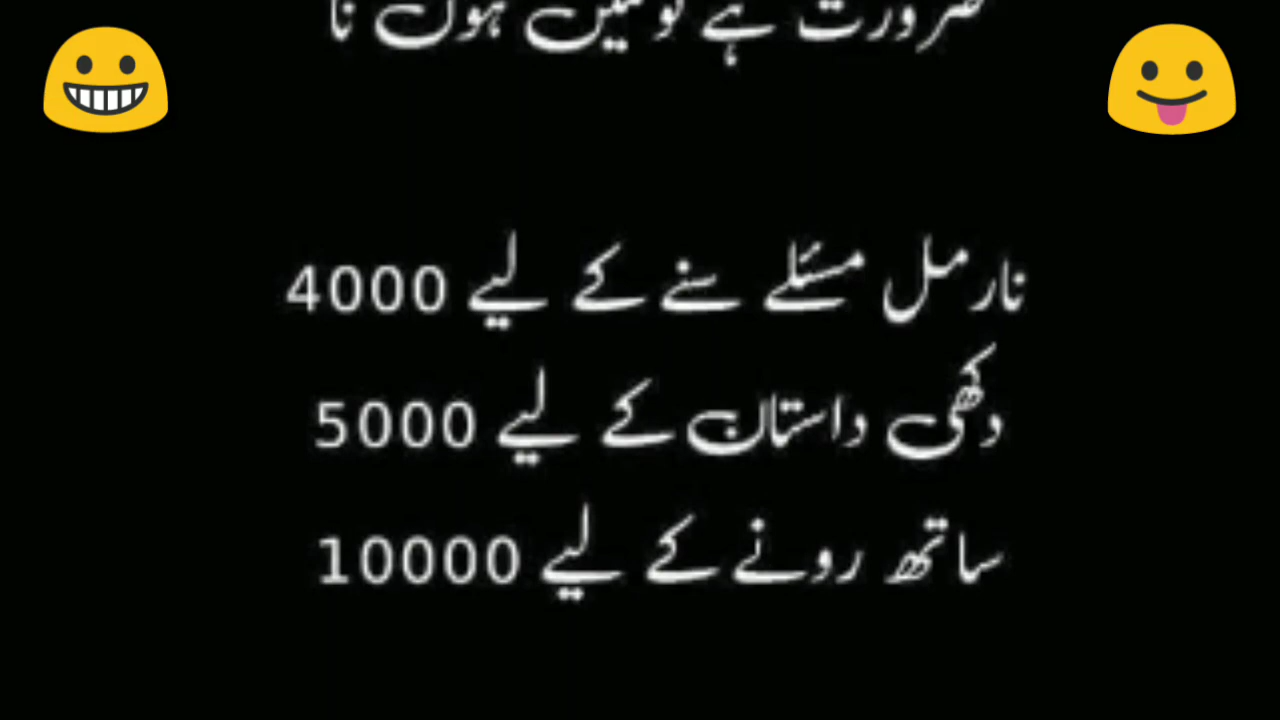 ضرورت ہے تو میں ہوں نا
نارمل مسئلے سننے کے لیے 4000
دکھی داستان کے لیے 5000
ساتھ رونے کے لیے 10000